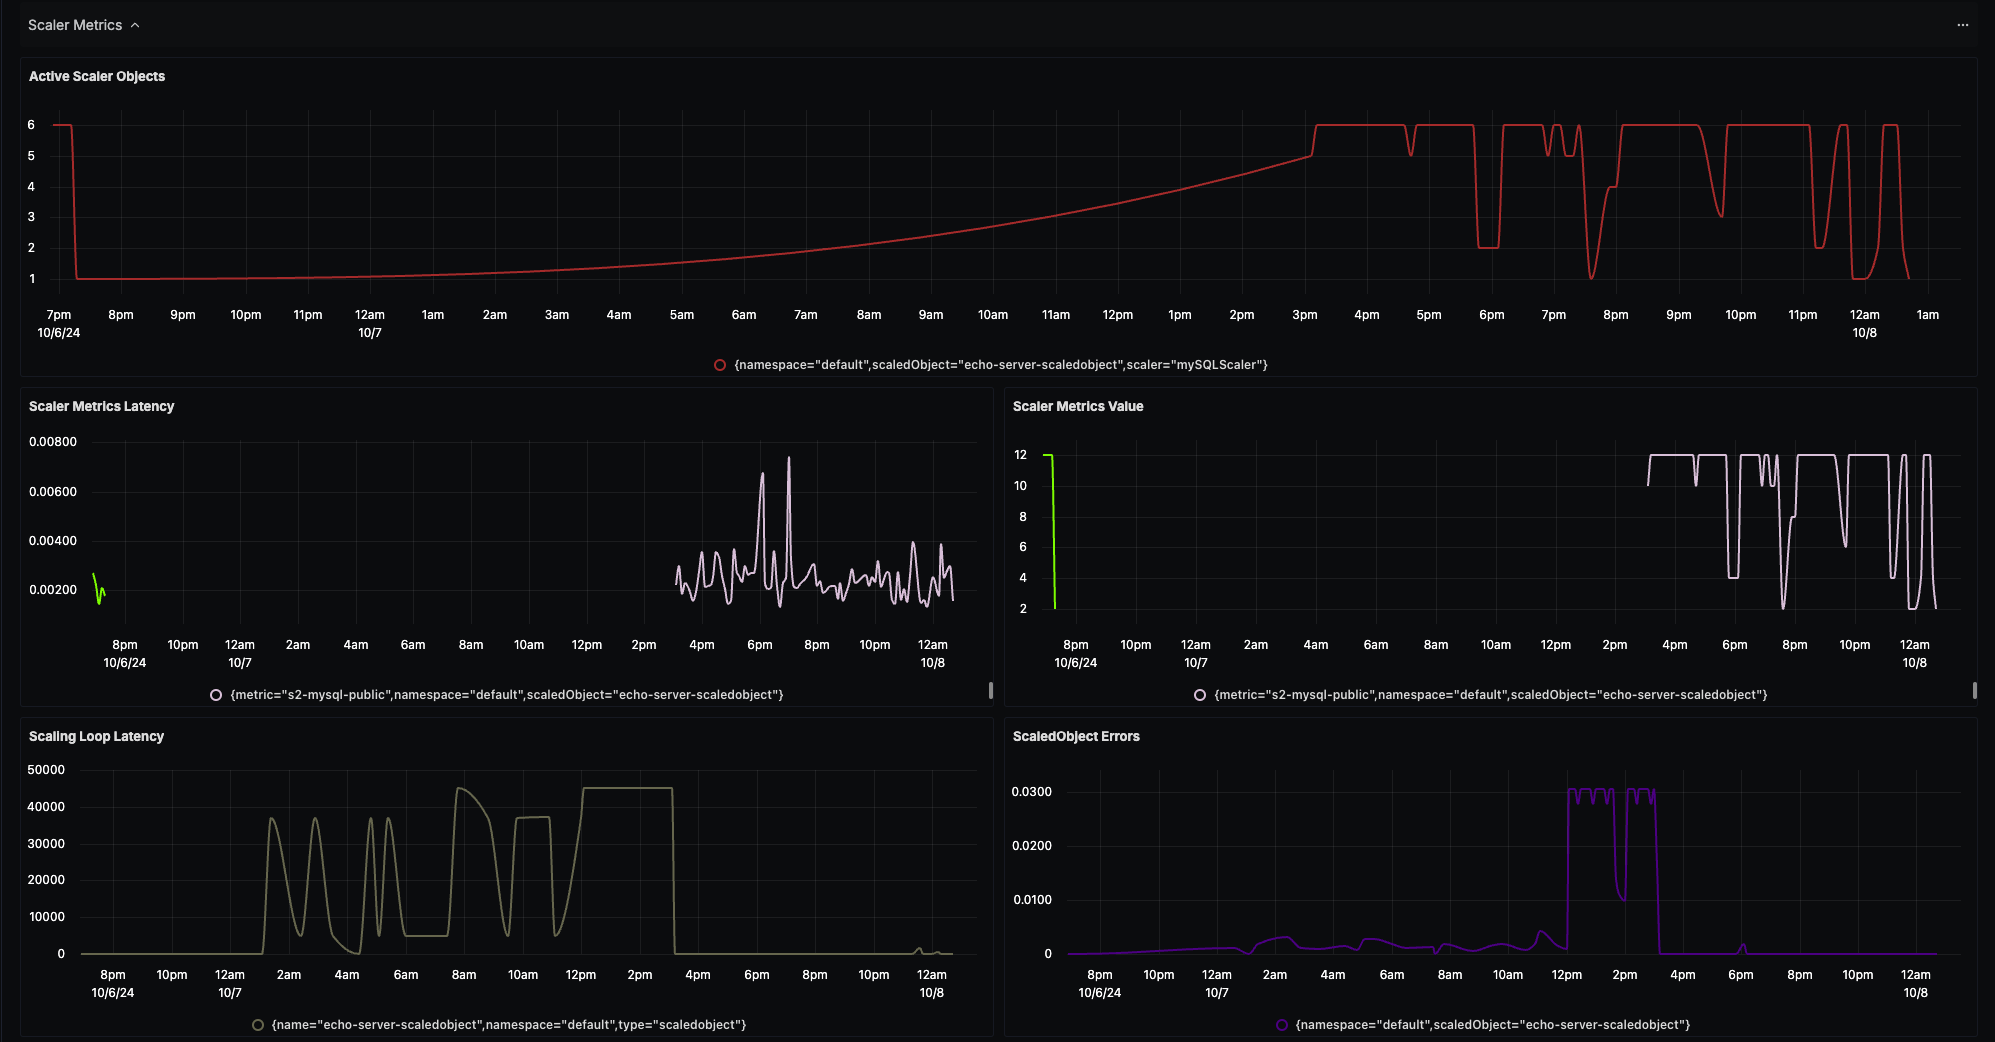 Scaler Metrics
Active Scaler Objects
6
5
4
3
2
1
7pm 8pm 9pm 10pm 11pm 12am 1am 2am 3am 4am 5am 6am 7am 8am 9am 10am 11am 12pm 1pm 2pm 3pm 4pm 5pm 6pm 7pm 8pm 9pm 10pm 11pm 12am 1am
10/6/24 10/7 10/8
{namespace="default",scaledObject="echo-server-scaledobject",scaler="mySQLScaler"}
Scaler Metrics Latency
0.00800
0.00600
0.00400
0.00200
8pm 10pm 12am 2am 4am 6am 8am 10am 12pm 2pm 4pm 6pm 8pm 10pm 12am
10/6/24 10/7 10/8
{metric="s2-mysql-public",namespace="default",scaledObject="echo-server-scaledobject"}
Scaler Metrics Value
12
10
8
6
4
2
8pm 10pm 12am 2am 4am 6am 8am 10am 12pm 2pm 4pm 6pm 8pm 10pm 12am
10/6/24 10/7 10/8
{metric="s2-mysql-public",namespace="default",scaledObject="echo-server-scaledobject"}
Scaling Loop Latency
50000
40000
30000
20000
10000
0
8pm 10pm 12am 2am 4am 6am 8am 10am 12pm 2pm 4pm 6pm 8pm 10pm 12am
10/6/24 10/7 10/8
{name="echo-server-scaledobject",namespace="default",type="scaledobject"}
ScaledObject Errors
0.0300
0.0200
0.0100
0
8pm 10pm 12am 2am 4am 6am 8am 10am 12pm 2pm 4pm 6pm 8pm 10pm 12am
10/6/24 10/7 10/8
{namespace="default",scaledObject="echo-server-scaledobject"}